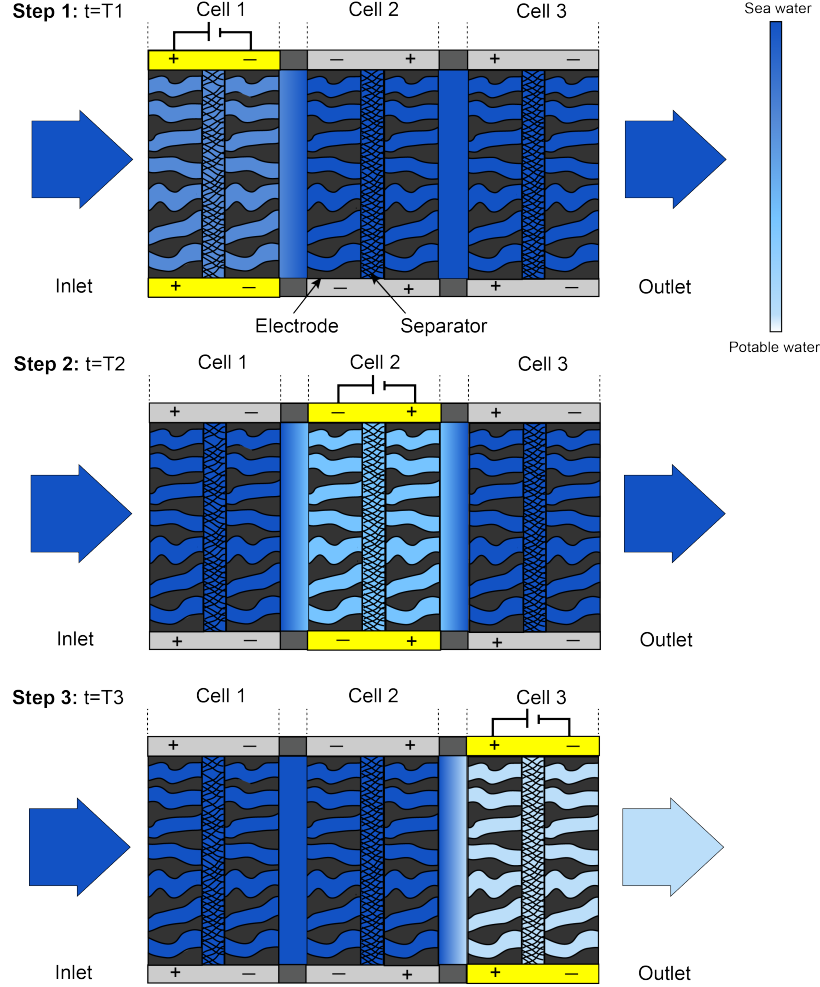 Step 1: t=T1 Cell 1 Cell 2 Cell 3 Sea water
+ — — + + —
Inlet Outlet
+ — — + + —
Electrode Separator
Potable water
Step 2: t=T2 Cell 1 Cell 2 Cell 3
+ — — + + —
Inlet Outlet
+ — — + + —
Step 3: t=T3 Cell 1 Cell 2 Cell 3
+ — — + + —
Inlet Outlet
+ — — + + —